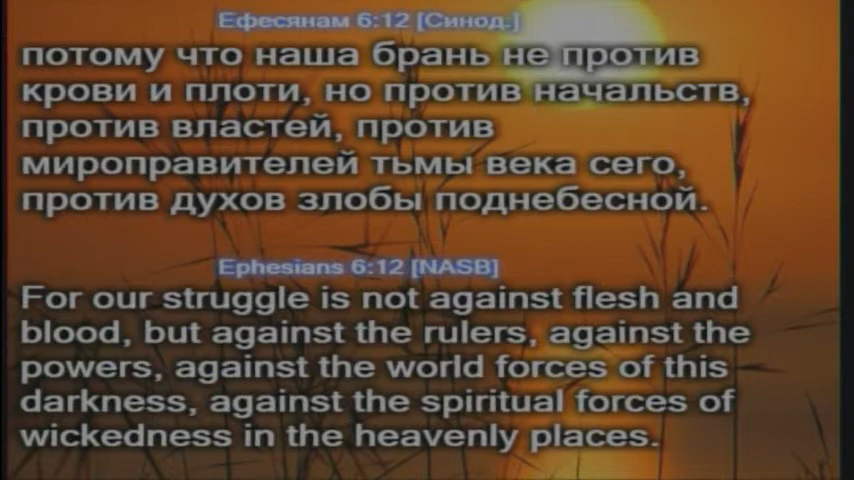 Ефесянам 6:12 [Синод.]
потому что наша брань не против
крови и плоти, но против начальств,
против властей, против
мироправителей тьмы века сего,
против духов злобы поднебесной.
Ephesians 6:12 [NASB]
For our struggle is not against flesh and
blood, but against the rulers, against the
powers, against the world forces of this
darkness, against the spiritual forces of
wickedness in the heavenly places.